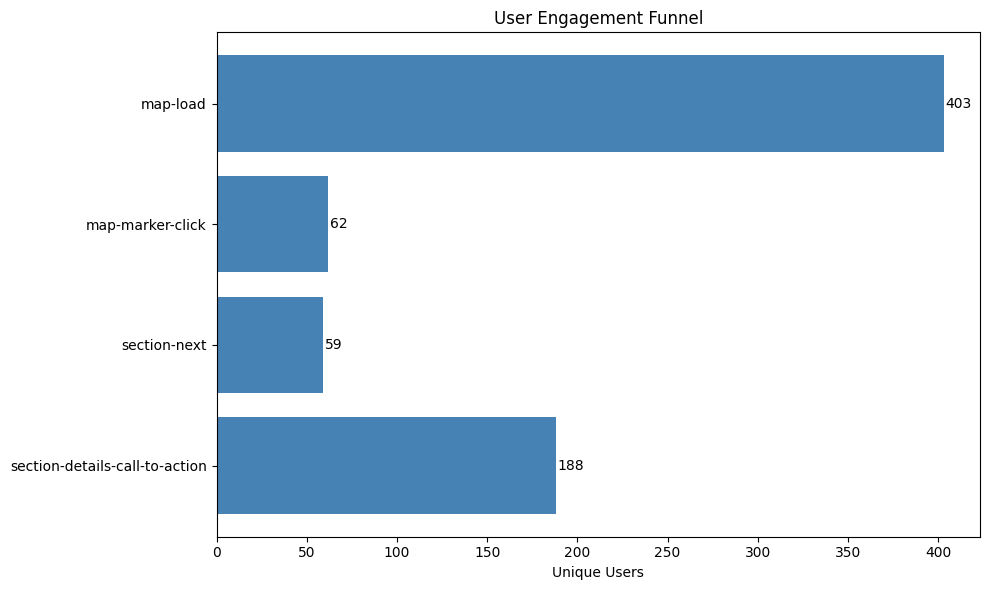 User Engagement Funnel
map-load
403
map-marker-click
62
section-next
59
section-details-call-to-action
188
0 50 100 150 200 250 300 350 400
Unique Users